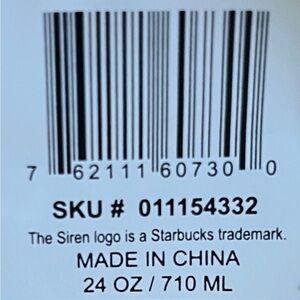 7 62111 60730 0
SKU # 011154332
The Siren logo is a Starbucks trademark.
MADE IN CHINA
24 OZ / 710 ML